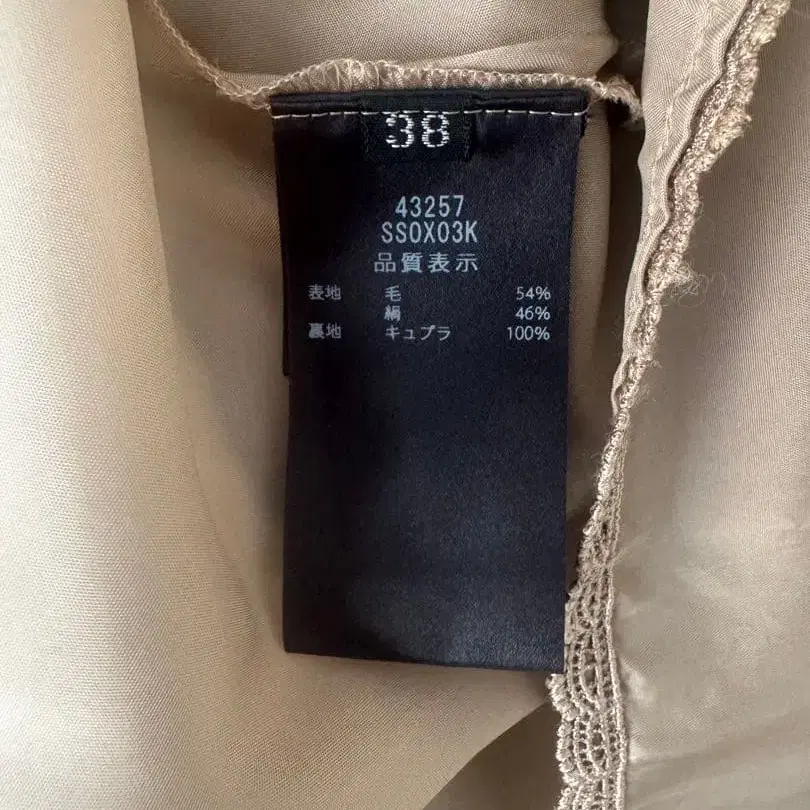 38
43257
SS0X03K
品質表示
表地 毛 54%
絹 46%
裏地 キュプラ 100%